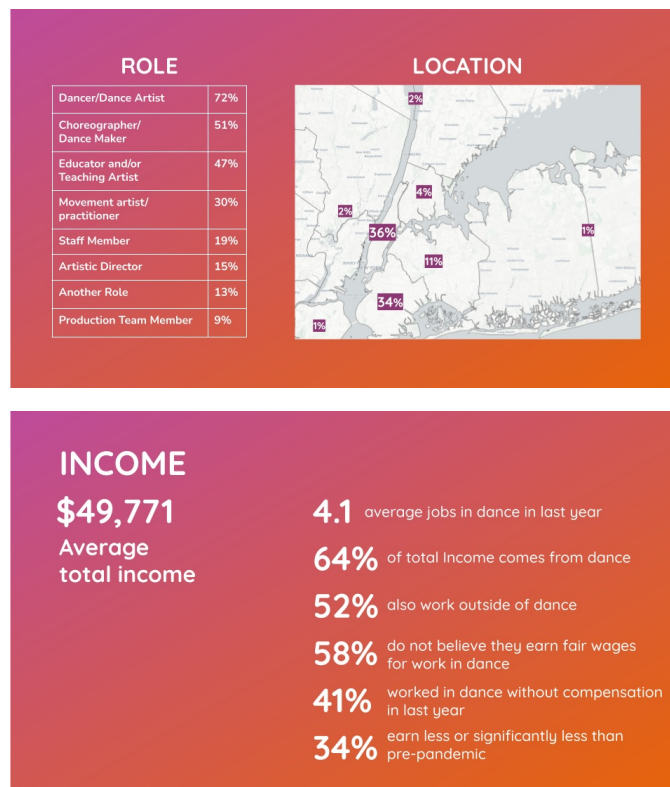 ROLE
Dancer/Dance Artist 72%
Choreographer/
Dance Maker 51%
Educator and/or
Teaching Artist 47%
Movement artist/
practitioner 30%
Staff Member 19%
Artistic Director 15%
Another Role 13%
Production Team Member 9%
LOCATION
2%
4%
2%
36%
1%
11%
34%
1%
INCOME
$49,771
Average
total income
4.1 average jobs in dance in last year
64% of total Income comes from dance
52% also work outside of dance
58% do not believe they earn fair wages
for work in dance
41% worked in dance without compensation
in last year
34% earn less or significantly less than
pre-pandemic